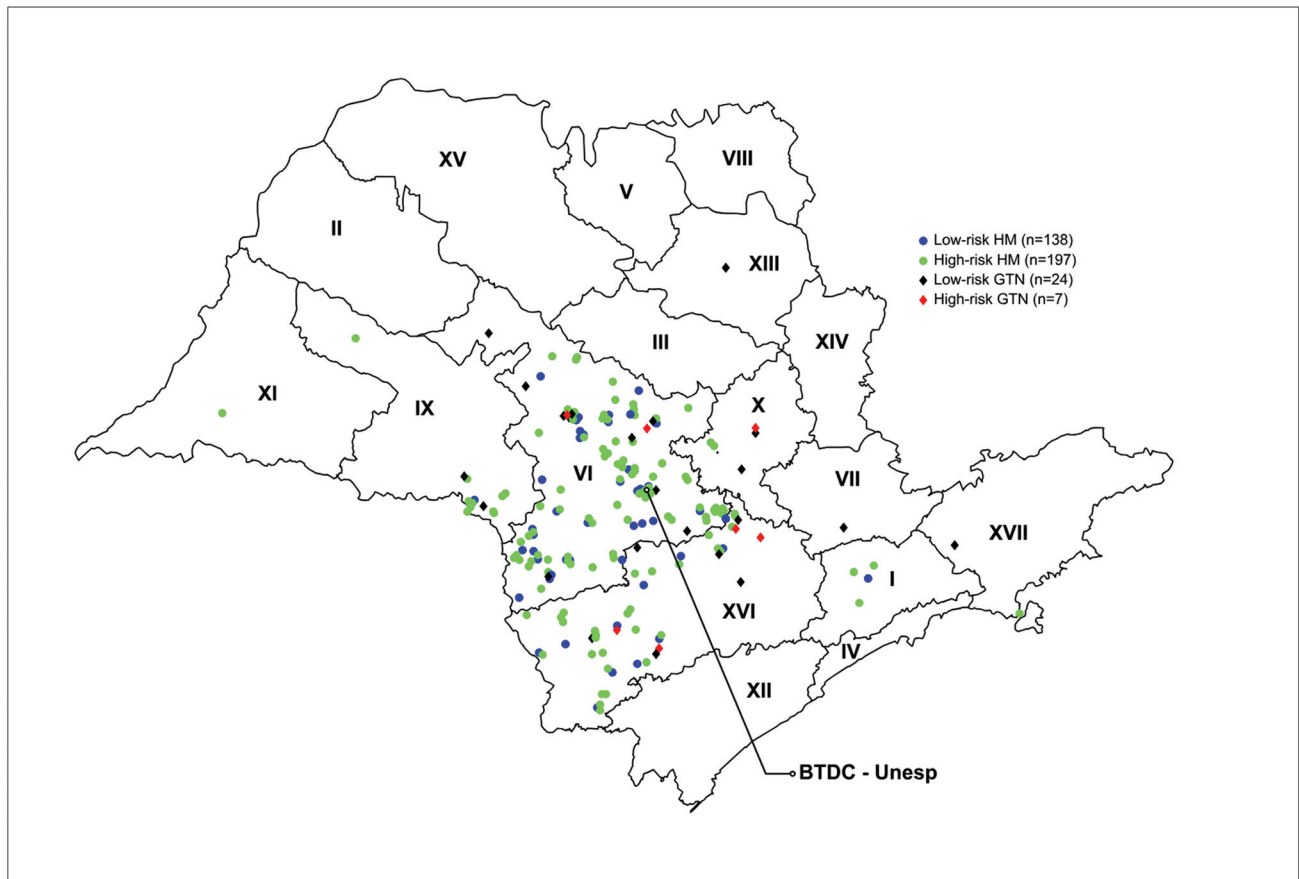 VIII
XV
V
II
Low-risk HM (n=138)
High-risk HM (n=197)
Low-risk GTN (n=24)
High-risk GTN (n=7)
XIII
III
XIV
XI
IX
X
VI
VII
XVII
I
XVI
IV
XII
BTDC - Unesp